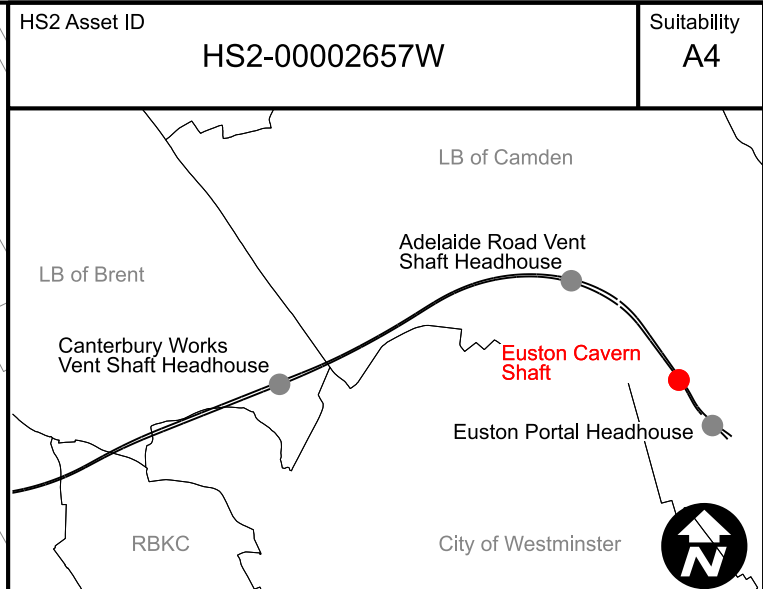 HS2 Asset ID
HS2-00002657W
Suitability
A4
LB of Camden
Adelaide Road Vent
Shaft Headhouse
LB of Brent
Canterbury Works
Vent Shaft Headhouse
Euston Cavern
Shaft
Euston Portal Headhouse
RBKC
City of Westminster
N